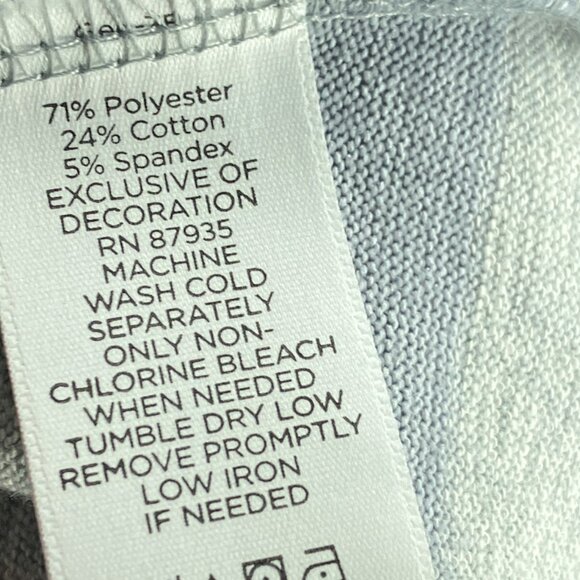 71% Polyester
24% Cotton
5% Spandex
EXCLUSIVE OF
DECORATION
RN 87935
MACHINE
WASH COLD
SEPARATELY
ONLY NON-
CHLORINE BLEACH
WHEN NEEDED
TUMBLE DRY LOW
REMOVE PROMPTLY
LOW IRON
IF NEEDED